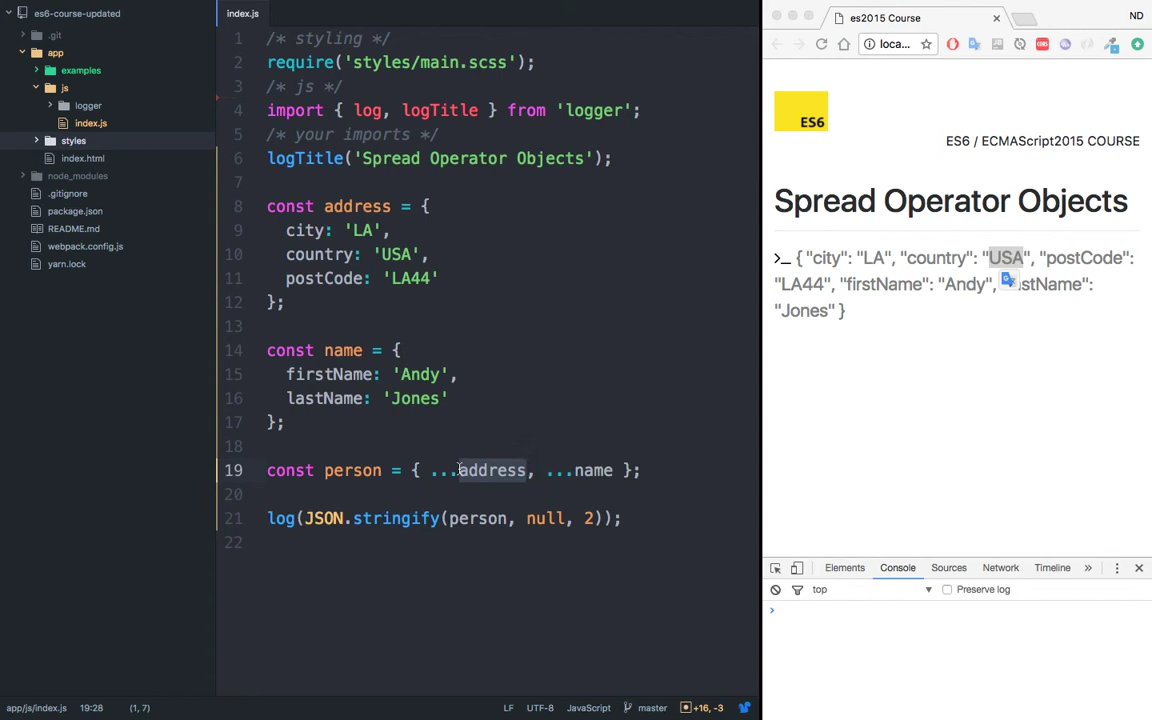 es6-course-updated
.git
app
examples
js
logger
index.js
styles
index.html
node_modules
.gitignore
package.json
README.md
webpack.config.js
yarn.lock
index.js
1 /* styling */
2 require('styles/main.scss');
3 /* js */
4 import { log, logTitle } from 'logger';
5 /* your imports */
6 logTitle('Spread Operator Objects');
7
8 const address = {
9 city: 'LA',
10 country: 'USA',
11 postCode: 'LA44'
12 };
13
14 const name = {
15 firstName: 'Andy',
16 lastName: 'Jones'
17 };
18
19 const person = { ...address, ...name };
20
21 log(JSON.stringify(person, null, 2));
22
app/js/index.js 19:28 (1, 7) LF UTF-8 JavaScript master +16, -3
es2015 Course ND
loca...
ES6
ES6 / ECMAScript2015 COURSE
Spread Operator Objects
>_ { "city": "LA", "country": "USA", "postCode":
"LA44", "firstName": "Andy", stName":
"Jones" }
Elements Console Sources Network Timeline »
top Preserve log
>